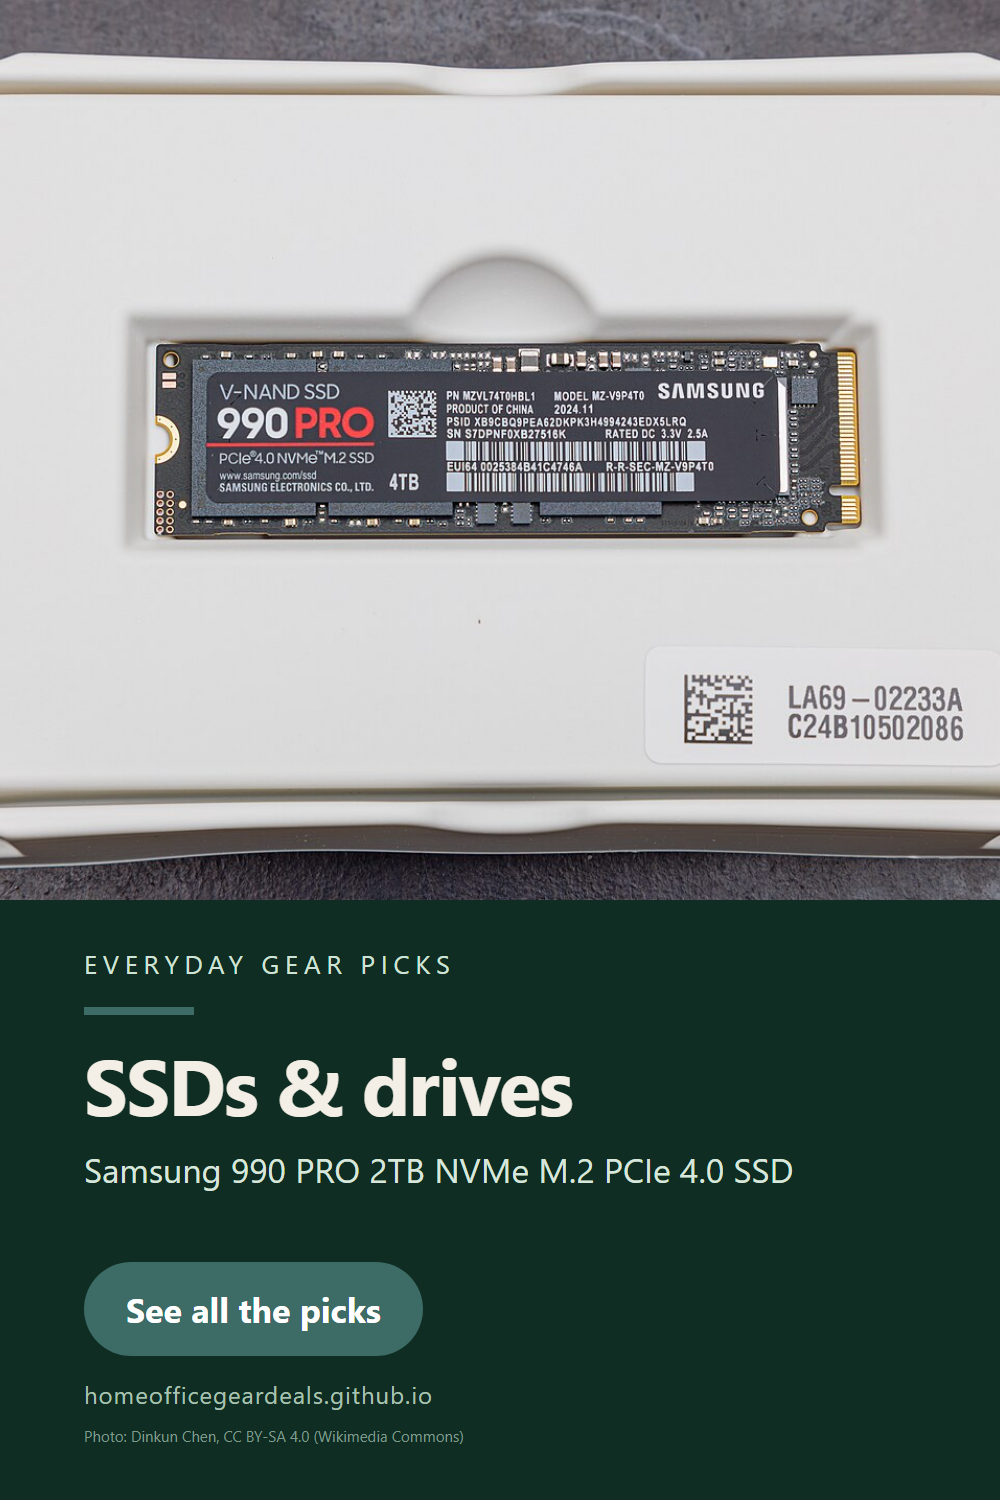 V-NAND SSD
990 PRO
PCIe®4.0 NVMe™M.2 SSD
www.samsung.com/ssd
SAMSUNG ELECTRONICS CO., LTD.
4TB
PN MZVL74T0HBL1 MODEL MZ-V9P4T0
SAMSUNG
PRODUCT OF CHINA 2024.11
PSID XB9CBQ9PEA62DKPK3H4994243EDX5LRQ
SN S7DPNF0XB27516K RATED DC 3.3V 2.5A
EUI64 0025384B41C4746A R-R-SEC-MZ-V9P4T0
LA69-02233A
C24B10502086
EVERYDAY GEAR PICKS
SSDs & drives
Samsung 990 PRO 2TB NVMe M.2 PCIe 4.0 SSD
See all the picks
homeofficegeardeals.github.io
Photo: Dinkun Chen, CC BY-SA 4.0 (Wikimedia Commons)